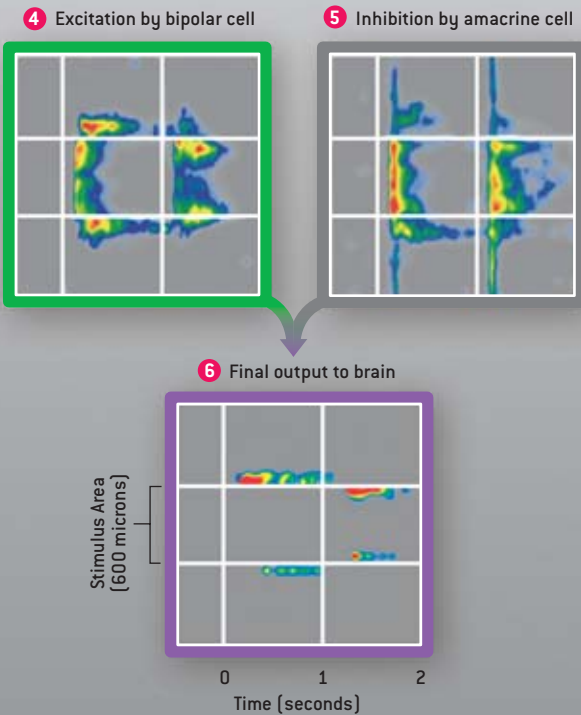 4 Excitation by bipolar cell
5 Inhibition by amacrine cell
6 Final output to brain
Stimulus Area
(600 microns)
0 1 2
Time (seconds)